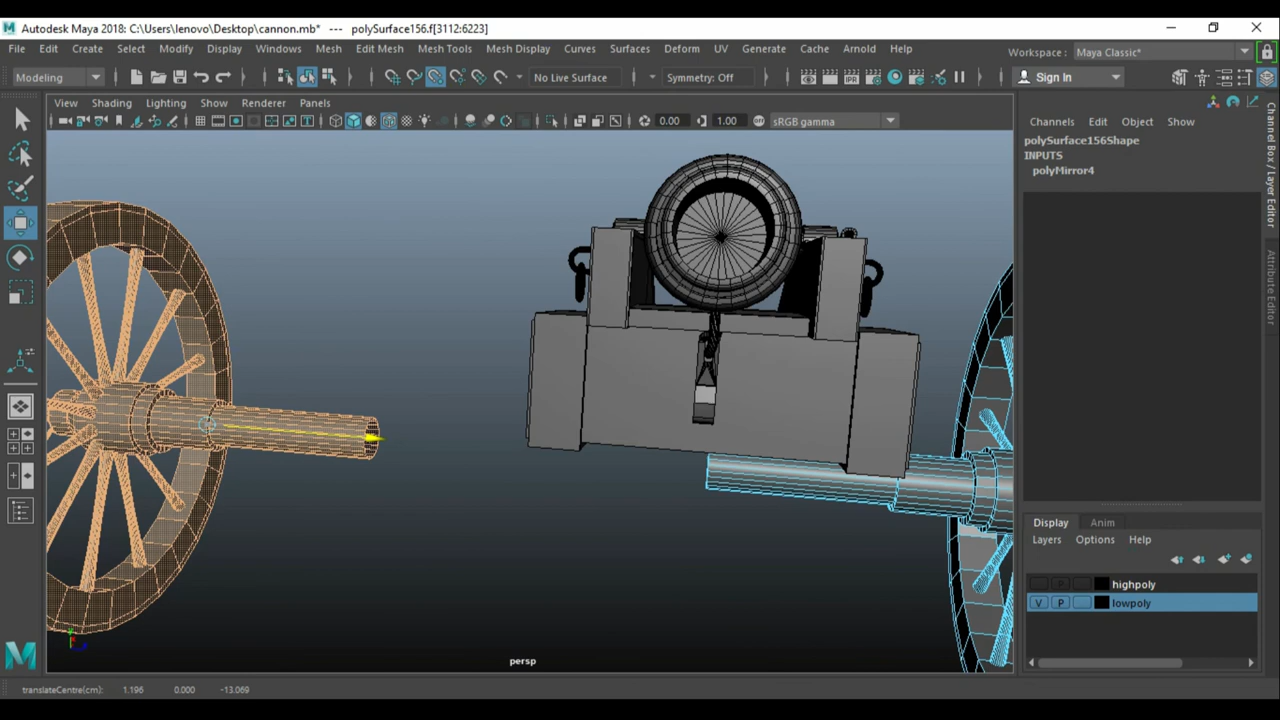 Autodesk Maya 2018: C:\Users\lenovo\Desktop\cannon.mb* --- polySurface156.f[3112:6223]
File Edit Create Select Modify Display Windows Mesh Edit Mesh Mesh Tools Mesh Display Curves Surfaces Deform UV Generate Cache Arnold Help Workspace : Maya Classic*
Modeling No Live Surface Symmetry: Off Sign In
View Shading Lighting Show Renderer Panels
0.00 1.00 sRGB gamma
Channels Edit Object Show
polySurface156Shape
INPUTS
polyMirror4
Channel Box / Layer Editor
Attribute Editor
Display Anim
Layers Options Help
P highpoly
V P lowpoly
persp
translateCentre(cm): 1.196 0.000 -13.069